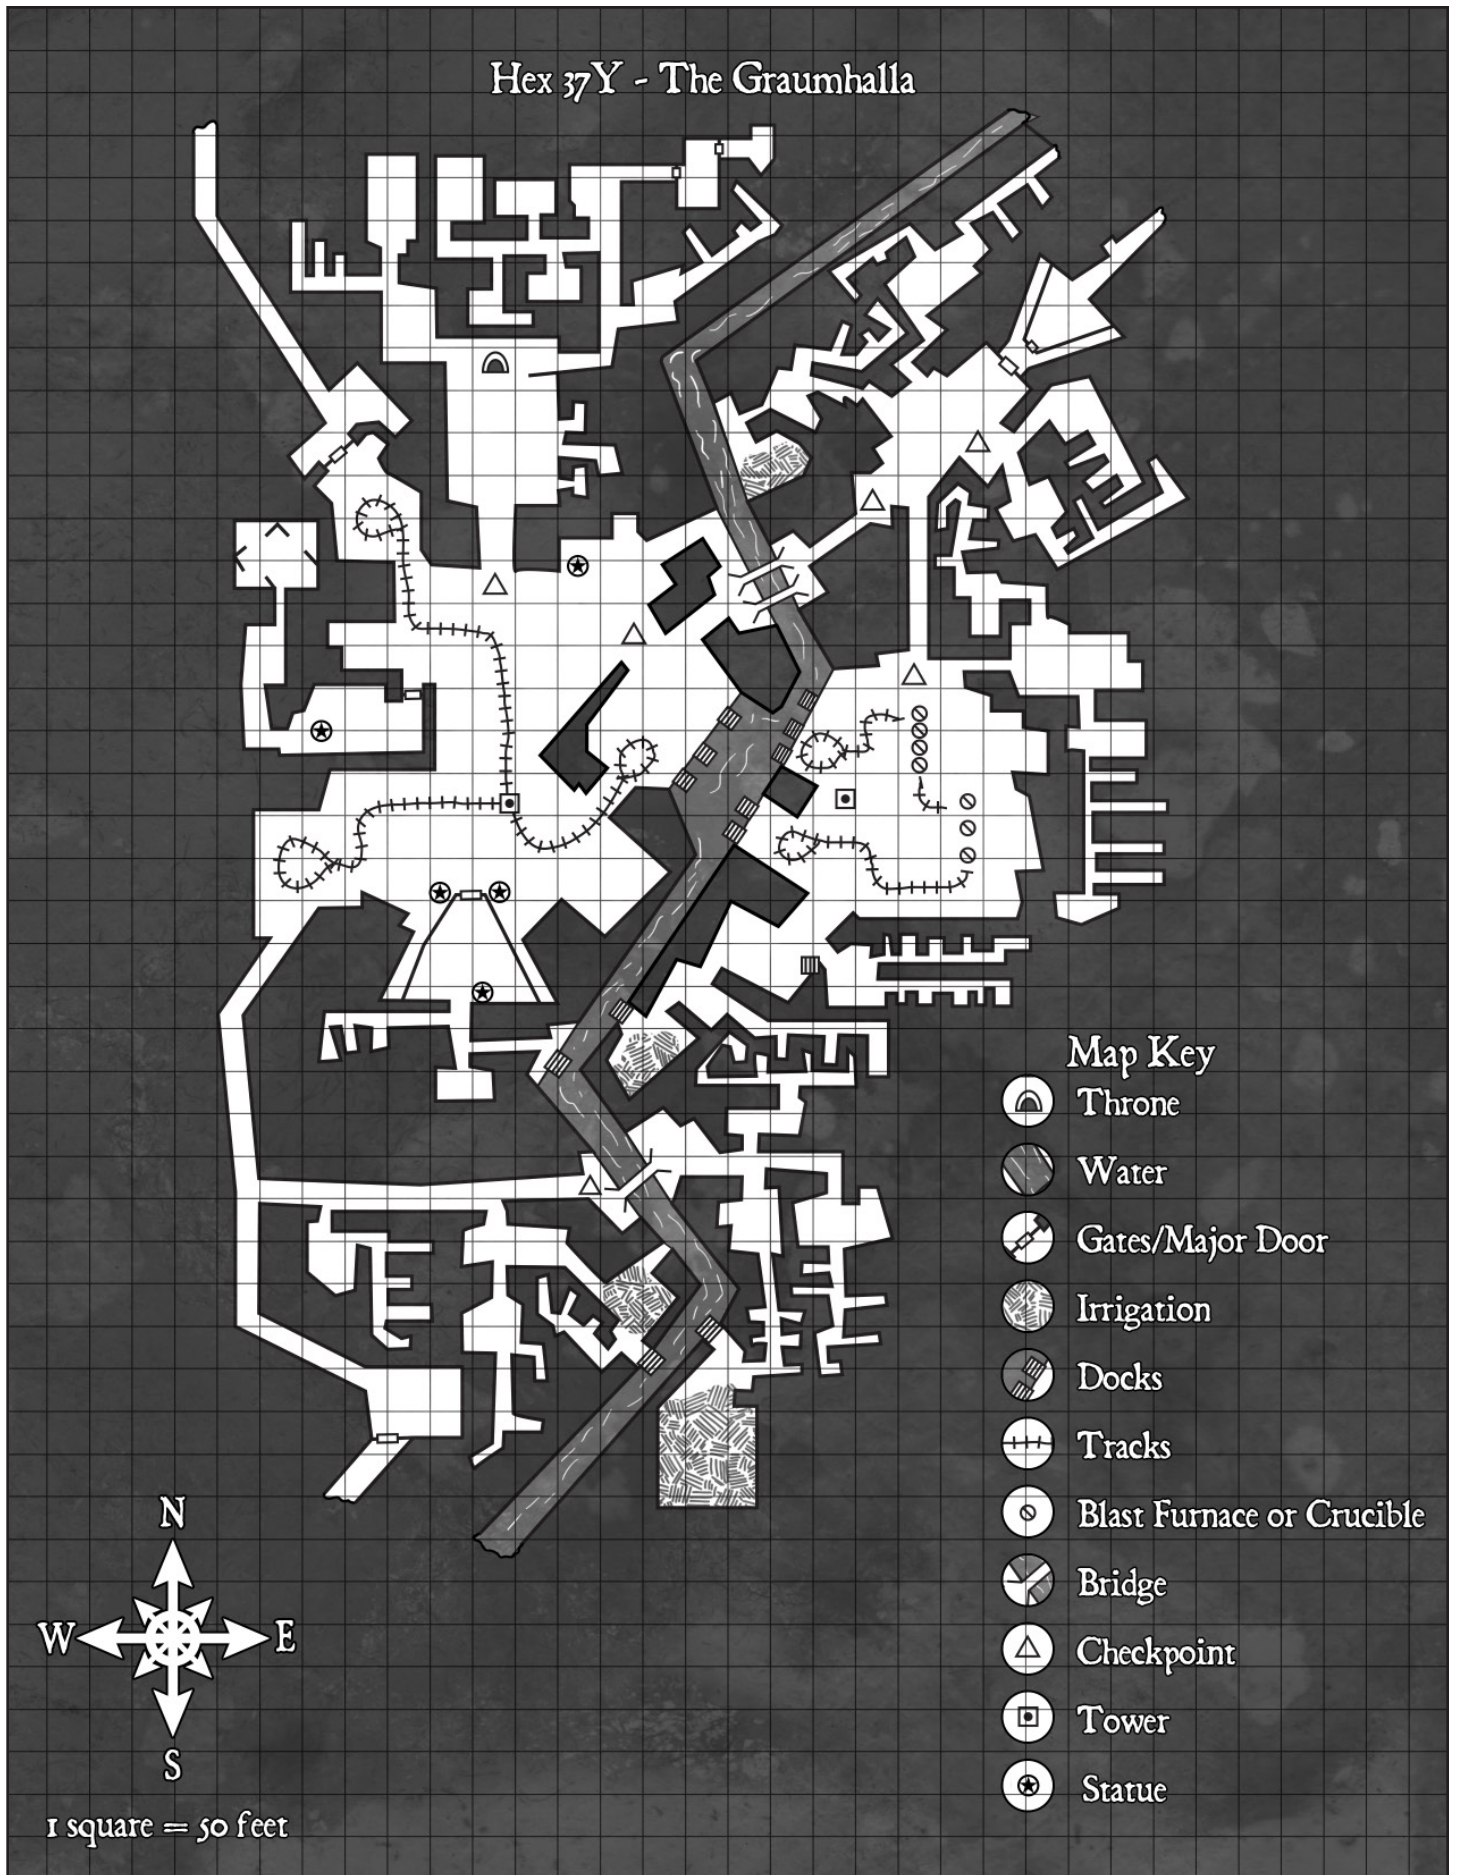 Hex 37Y - The Graumhalla
Map Key
Throne
Water
Gates/Major Door
Irrigation
Docks
Tracks
Blast Furnace or Crucible
Bridge
Checkpoint
Tower
Statue
N
W E
S
1 square = 50 feet